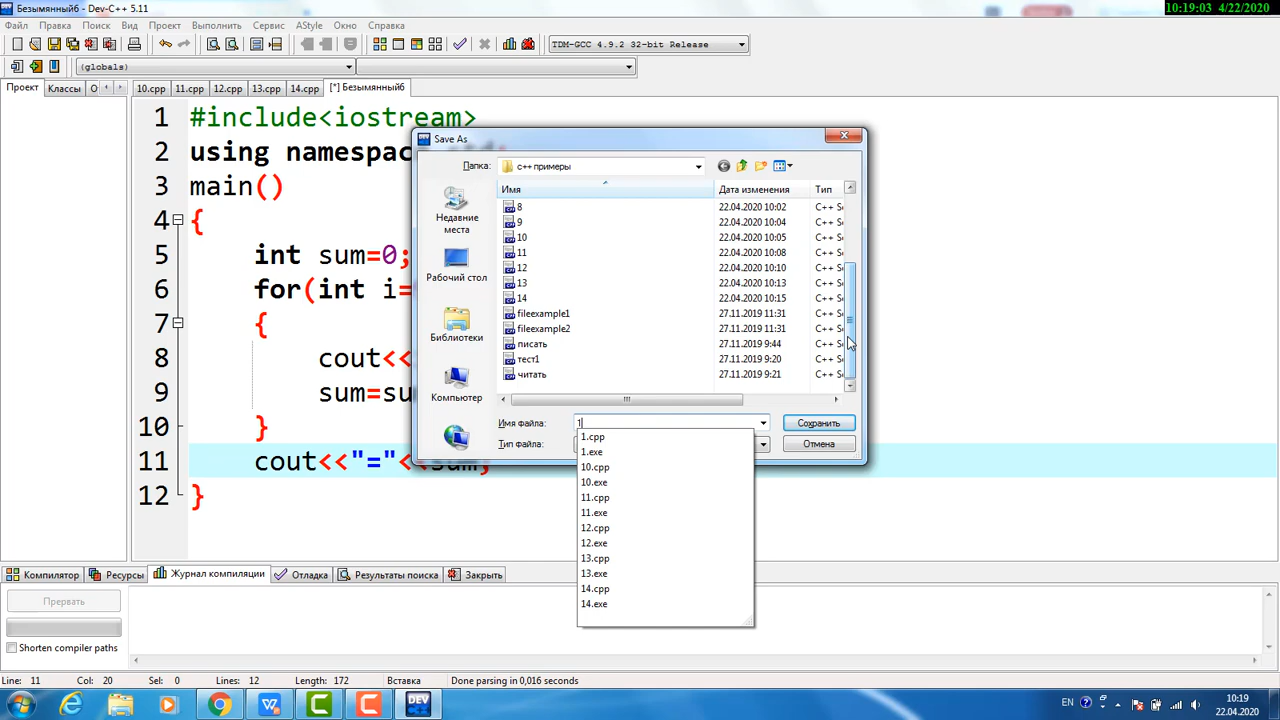 Безымянный6 - Dev-C++ 5.11
10:19:03 4/22/2020
Файл Правка Поиск Вид Проект Выполнить Сервис AStyle Окно Справка
TDM-GCC 4.9.2 32-bit Release
(globals)
Проект Классы О 10.cpp 11.cpp 12.cpp 13.cpp 14.cpp [*] Безымянный6
1 #include<iostream>
2 using namespace
3 main()
4 {
5 int sum=0;
6 for(int i=
7 {
8 cout<<
9 sum=su
10 }
11 cout<<"="<<sum;
12 }
Save As
Папка: c++ примеры
Имя Дата изменения Тип
8 22.04.2020 10:02 C++ S
9 22.04.2020 10:04 C++ S
10 22.04.2020 10:05 C++ S
11 22.04.2020 10:08 C++ S
12 22.04.2020 10:10 C++ S
13 22.04.2020 10:13 C++ S
14 22.04.2020 10:15 C++ S
fileexample1 27.11.2019 11:31 C++ S
fileexample2 27.11.2019 11:31 C++ S
писать 27.11.2019 9:44 C++ S
тест1 27.11.2019 9:20 C++ S
читать 27.11.2019 9:21 C++ S
Недавние места
Рабочий стол
Библиотеки
Компьютер
Имя файла: 1 Сохранить
Тип файла: Отмена
1.cpp
1.exe
10.cpp
10.exe
11.cpp
11.exe
12.cpp
12.exe
13.cpp
13.exe
14.cpp
14.exe
Компилятор Ресурсы Журнал компиляции Отладка Результаты поиска Закрыть
Прервать
Shorten compiler paths
Line: 11 Col: 20 Sel: 0 Lines: 12 Length: 172 Вставка Done parsing in 0,016 seconds
EN 10:19
22.04.2020